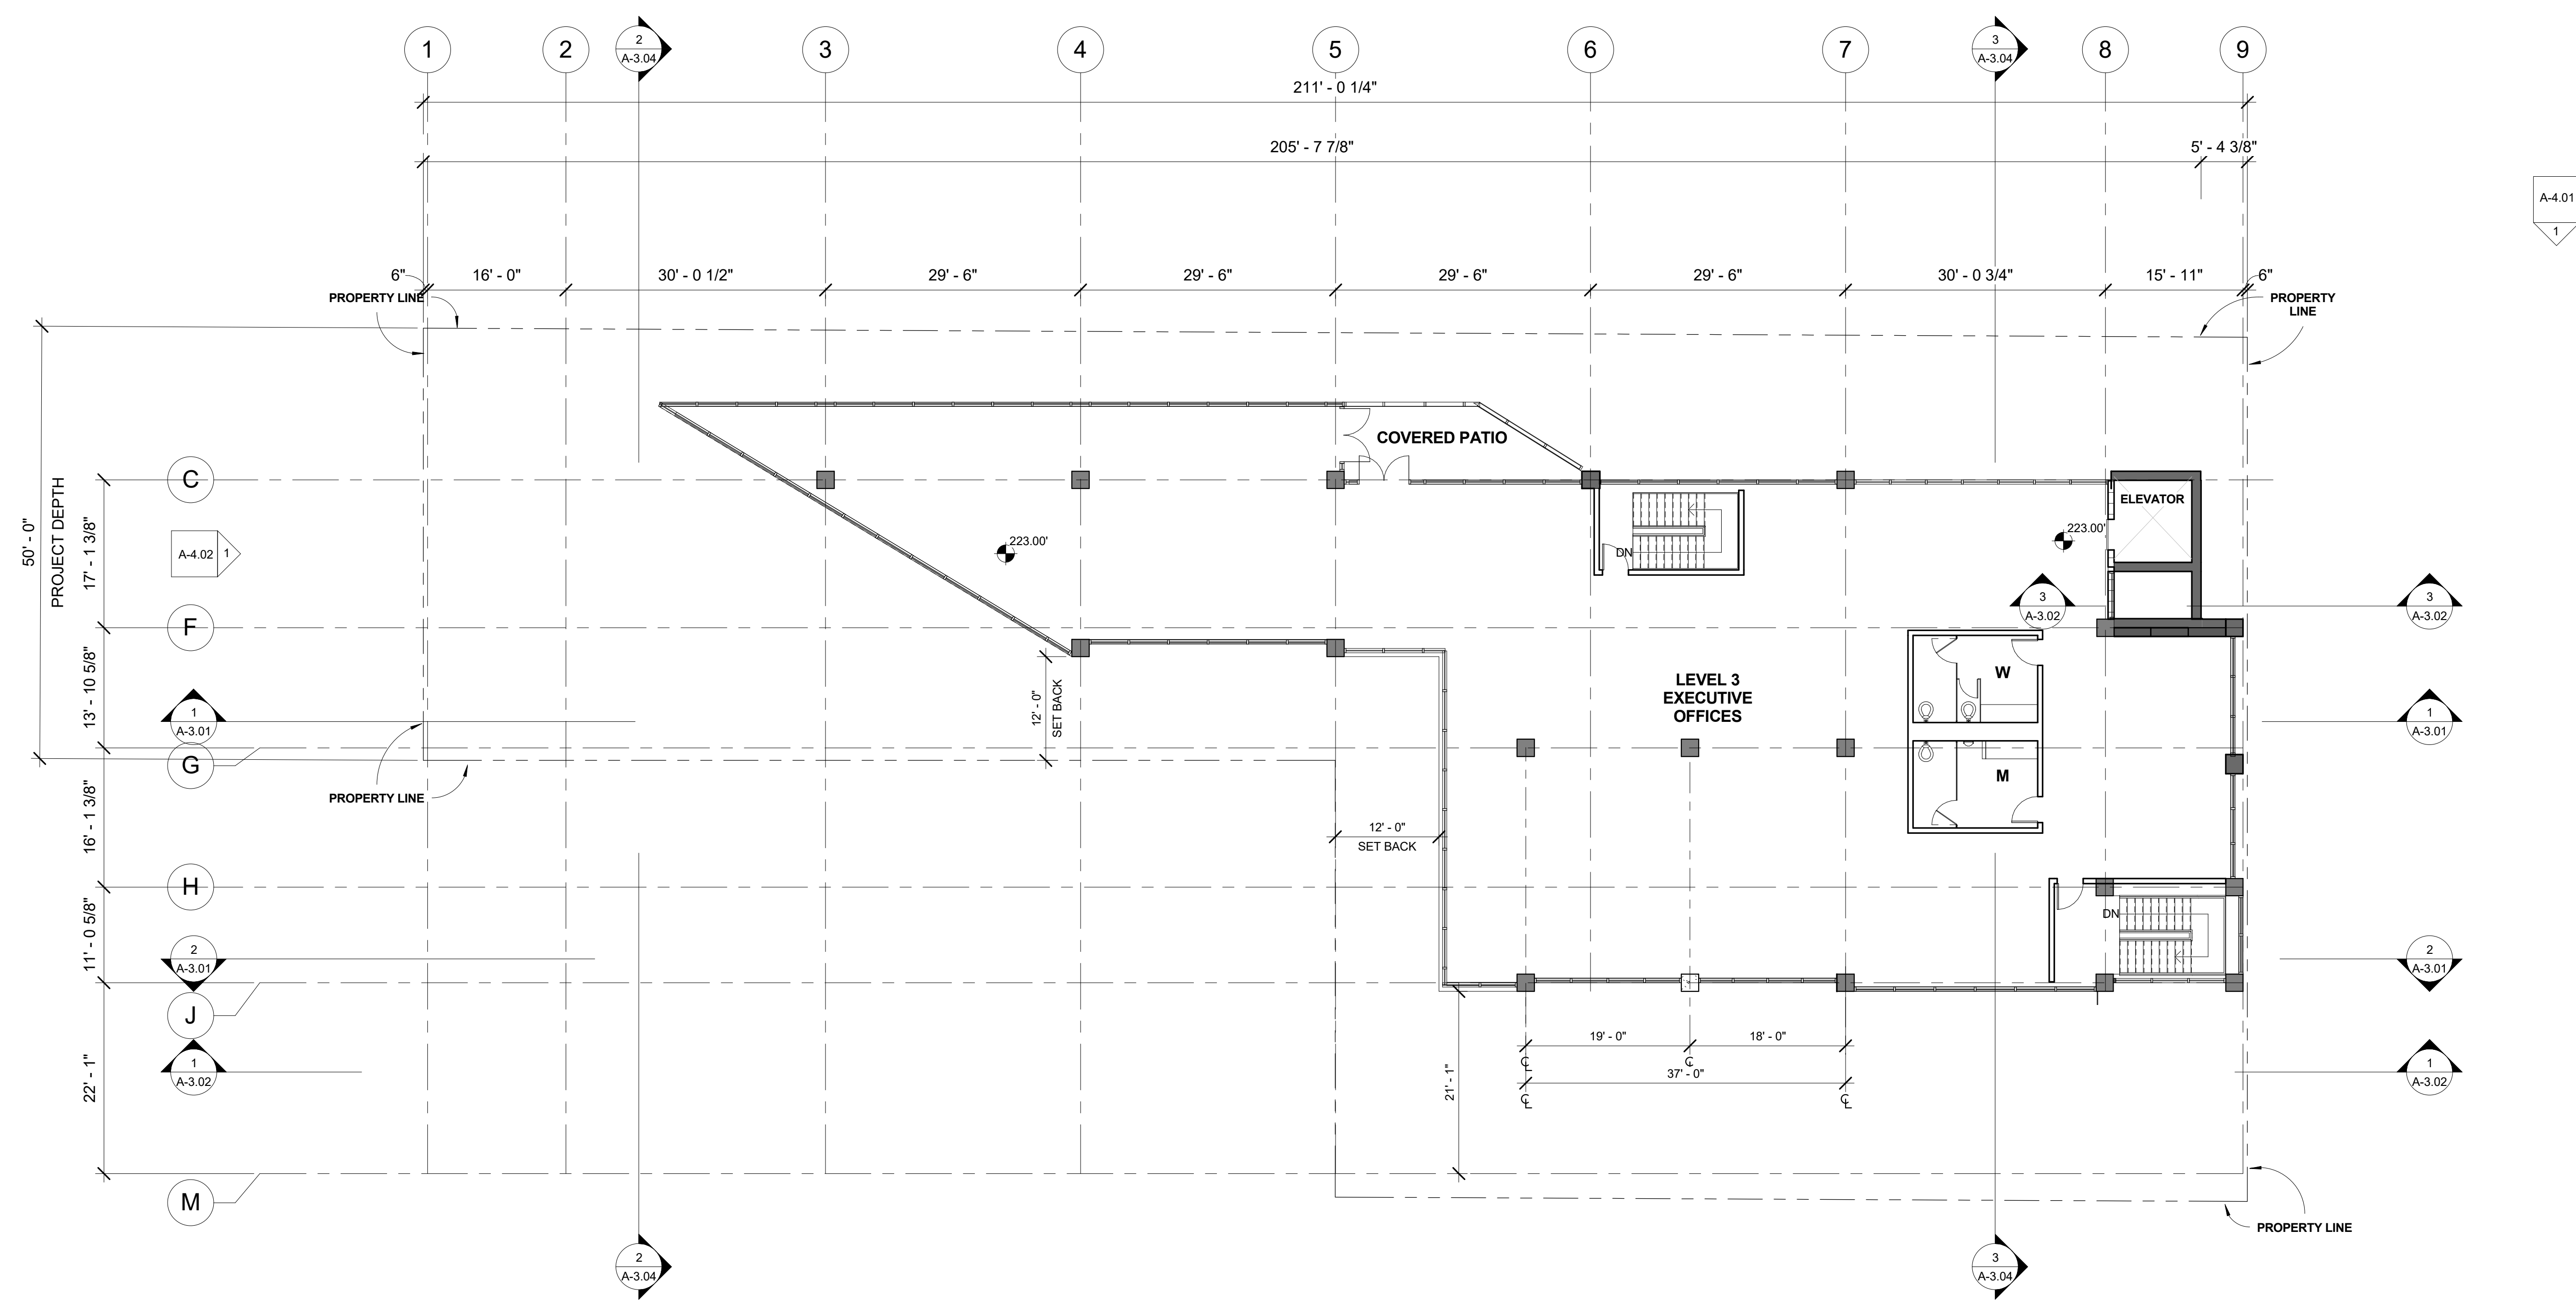 1 2 3 4 5 6 7 8 9
2
A-3.04
3
A-3.04
211' - 0 1/4"
205' - 7 7/8"
5' - 4 3/8"
A-4.01
1
6"
16' - 0"
30' - 0 1/2"
29' - 6"
29' - 6"
29' - 6"
29' - 6"
30' - 0 3/4"
15' - 11"
6"
PROPERTY LINE
PROPERTY
LINE
COVERED PATIO
C
ELEVATOR
50' - 0"
PROJECT DEPTH
17' - 1 3/8"
A-4.02
1
223.00'
DN
223.00'
3
A-3.02
3
A-3.02
F
13' - 10 5/8"
W
LEVEL 3
EXECUTIVE
OFFICES
12' - 0"
SET BACK
1
A-3.01
1
A-3.01
G
M
PROPERTY LINE
16' - 1 3/8"
12' - 0"
SET BACK
H
11' - 0 5/8"
DN
2
A-3.01
2
A-3.01
J
19' - 0"
18' - 0"
℄
℄
37' - 0"
℄
℄
1
A-3.02
1
A-3.02
22' - 1"
21' - 1"
M
PROPERTY LINE
2
A-3.04
3
A-3.04